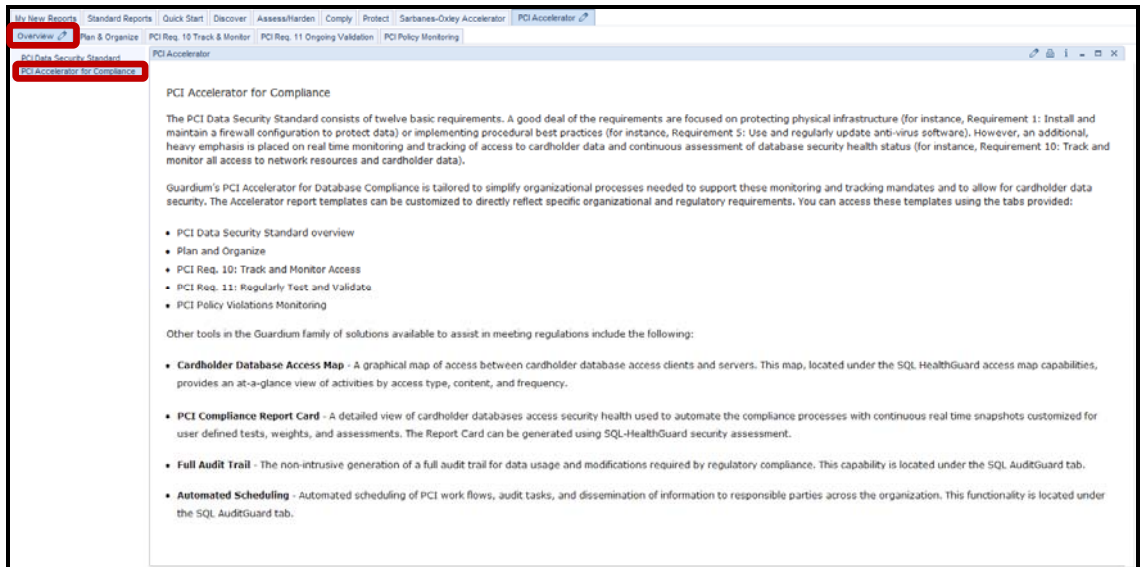 My New Reports Standard Reports Quick Start Discover Assess/Harden Comply Protect Sarbanes-Oxley Accelerator PCI Accelerator
Overview Plan & Organize PCI Req. 10 Track & Monitor PCI Req. 11 Ongoing Validation PCI Policy Monitoring
PCI Data Security Standard
PCI Accelerator for Compliance
PCI Accelerator
PCI Accelerator for Compliance
The PCI Data Security Standard consists of twelve basic requirements. A good deal of the requirements are focused on protecting physical infrastructure (for instance, Requirement 1: Install and
maintain a firewall configuration to protect data) or implementing procedural best practices (for instance, Requirement 5: Use and regularly update anti-virus software). However, an additional,
heavy emphasis is placed on real time monitoring and tracking of access to cardholder data and continuous assessment of database security health status (for instance, Requirement 10: Track and
monitor all access to network resources and cardholder data).
Guardium's PCI Accelerator for Database Compliance is tailored to simplify organizational processes needed to support these monitoring and tracking mandates and to allow for cardholder data
security. The Accelerator report templates can be customized to directly reflect specific organizational and regulatory requirements. You can access these templates using the tabs provided:
• PCI Data Security Standard overview
• Plan and Organize
• PCI Req. 10: Track and Monitor Access
• PCI Req. 11: Regularly Test and Validate
• PCI Policy Violations Monitoring
Other tools in the Guardium family of solutions available to assist in meeting regulations include the following:
• Cardholder Database Access Map - A graphical map of access between cardholder database access clients and servers. This map, located under the SQL HealthGuard access map capabilities,
provides an at-a-glance view of activities by access type, content, and frequency.
• PCI Compliance Report Card - A detailed view of cardholder databases access security health used to automate the compliance processes with continuous real time snapshots customized for
user defined tests, weights, and assessments. The Report Card can be generated using SQL-HealthGuard security assessment.
• Full Audit Trail - The non-intrusive generation of a full audit trail for data usage and modifications required by regulatory compliance. This capability is located under the SQL AuditGuard tab.
• Automated Scheduling - Automated scheduling of PCI work flows, audit tasks, and dissemination of information to responsible parties across the organization. This functionality is located under
the SQL AuditGuard tab.